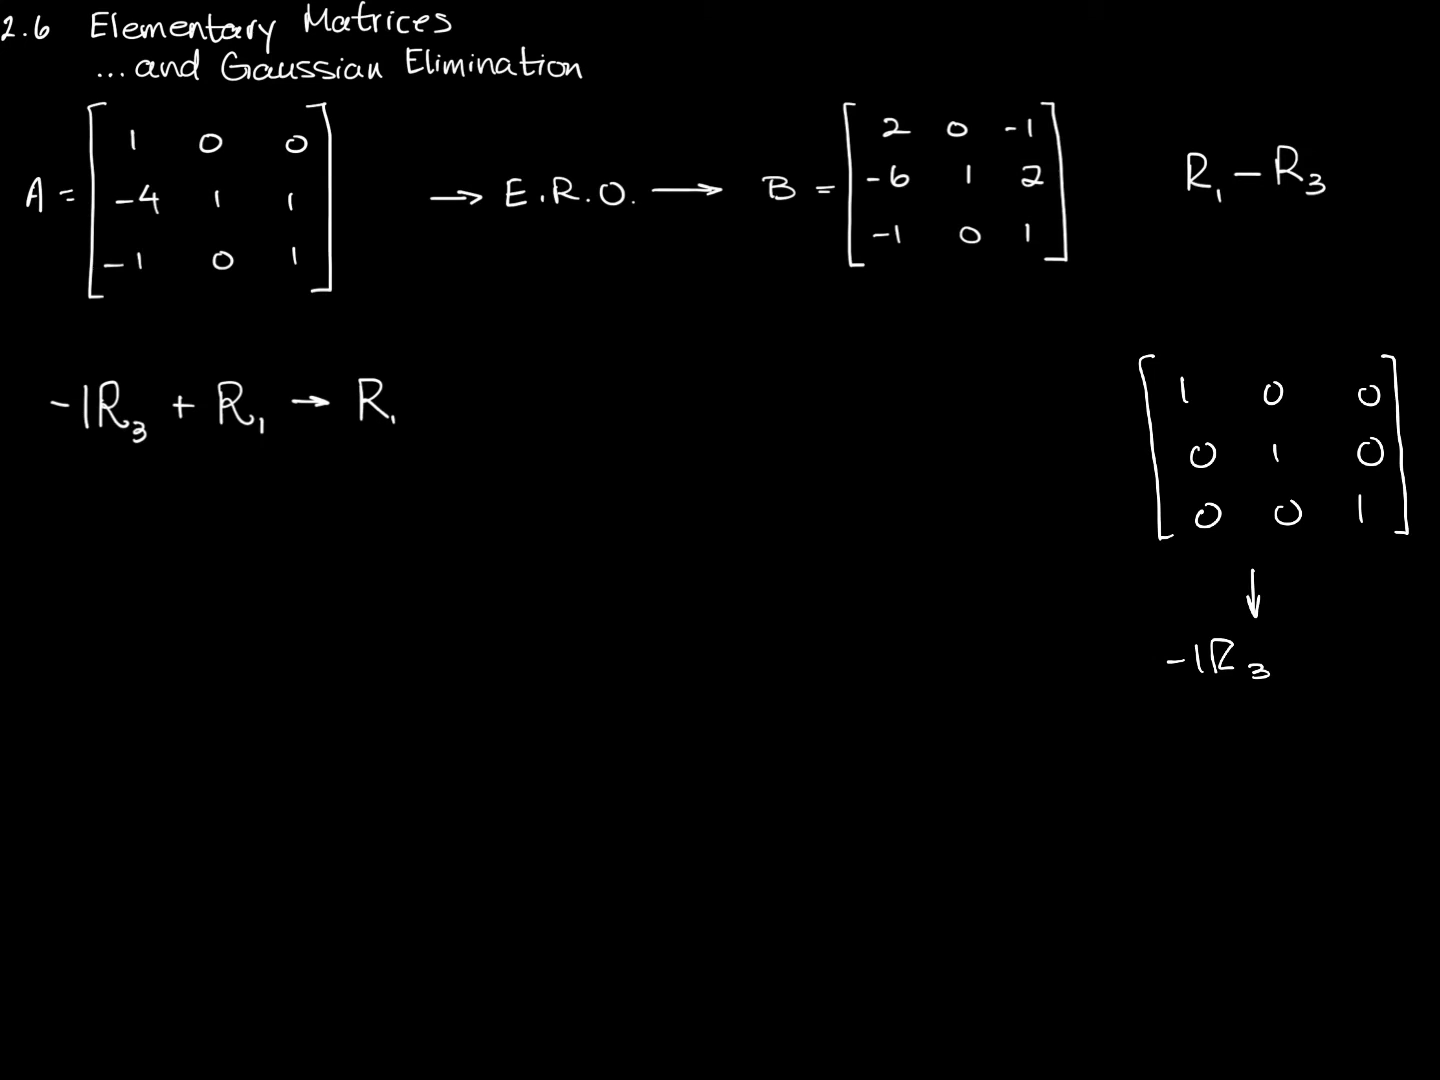 2.6 Elementary Matrices
...and Gaussian Elimination
A = [ 1 0 0
-4 1 1
-1 0 1 ]
→ E.R.O. →
B = [ 2 0 -1
-6 1 2
-1 0 1 ]
R₁ - R₃
-1R₃ + R₁ → R₁
[ 1 0 0
0 1 0
0 0 1 ]
↓
-1R₃